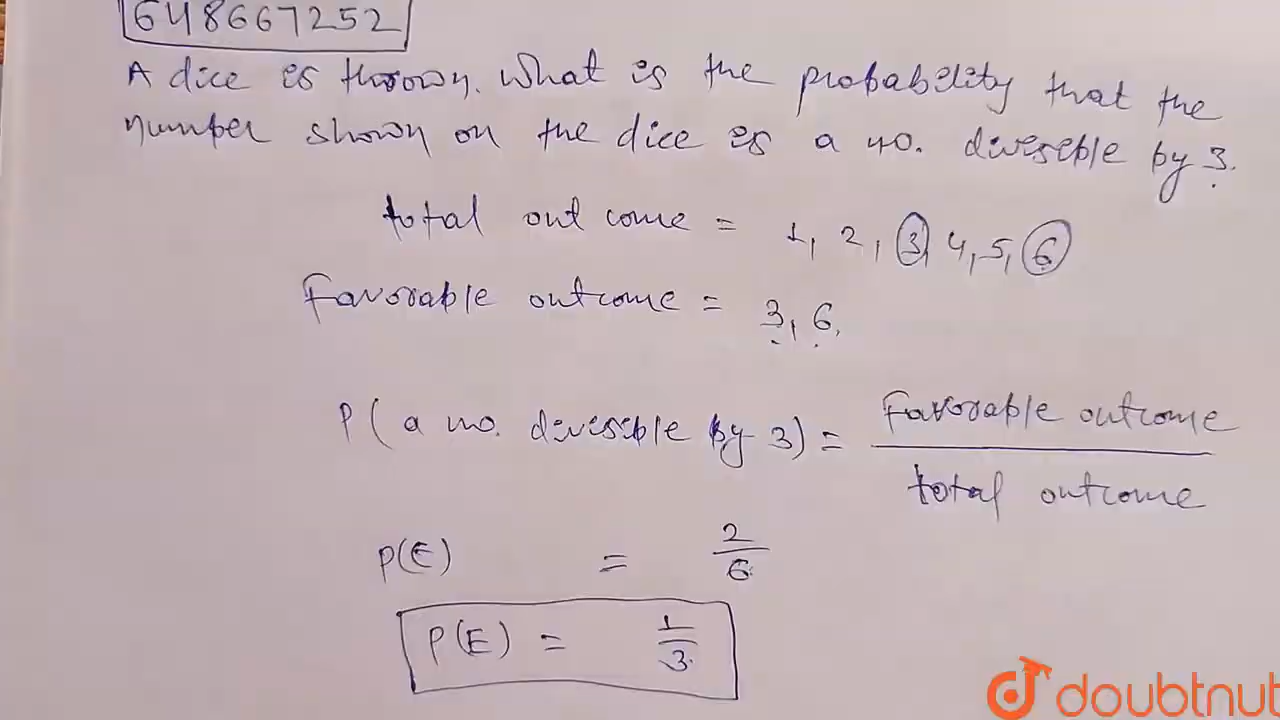 648667252
A dice is thrown. What is the probability that the
number shown on the dice is a no. divisible by 3.
total outcome = 1, 2, 3, 4, 5, 6
Favorable outcome = 3, 6.
P( a no. divisible by 3) = Favorable outcome
total outcome
P(E) = 2/6
P(E) = 1/3
doubtnut